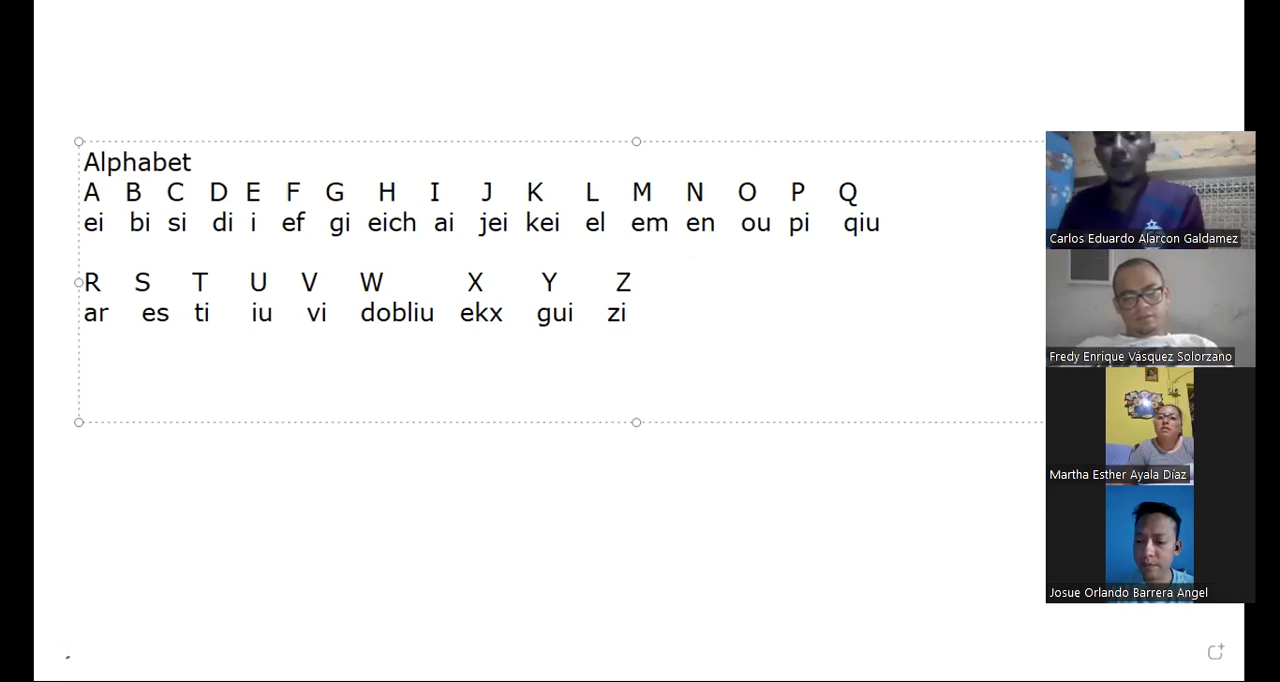 Alphabet
A B C D E F G H I J K L M N O P Q
ei bi si di i ef gi eich ai jei kei el em en ou pi qiu
R S T U V W X Y Z
ar es ti iu vi dobliu ekx gui zi
Carlos Eduardo Alarcon Galdamez
Fredy Enrique Vásquez Solorzano
Martha Esther Ayala Díaz
Josue Orlando Barrera Angel